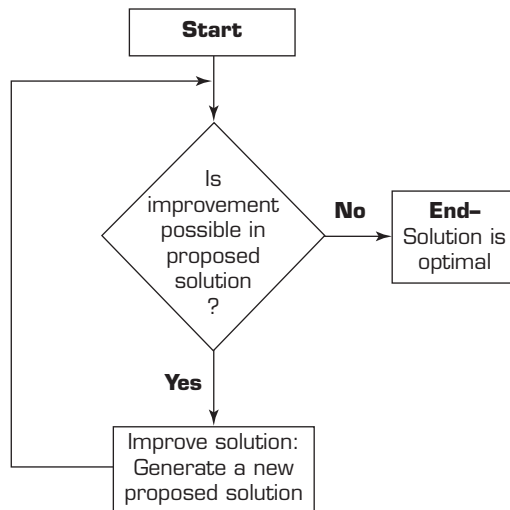 Start
Is
improvement
possible in
proposed
solution
?
No
End–
Solution is
optimal
Yes
Improve solution:
Generate a new
proposed solution